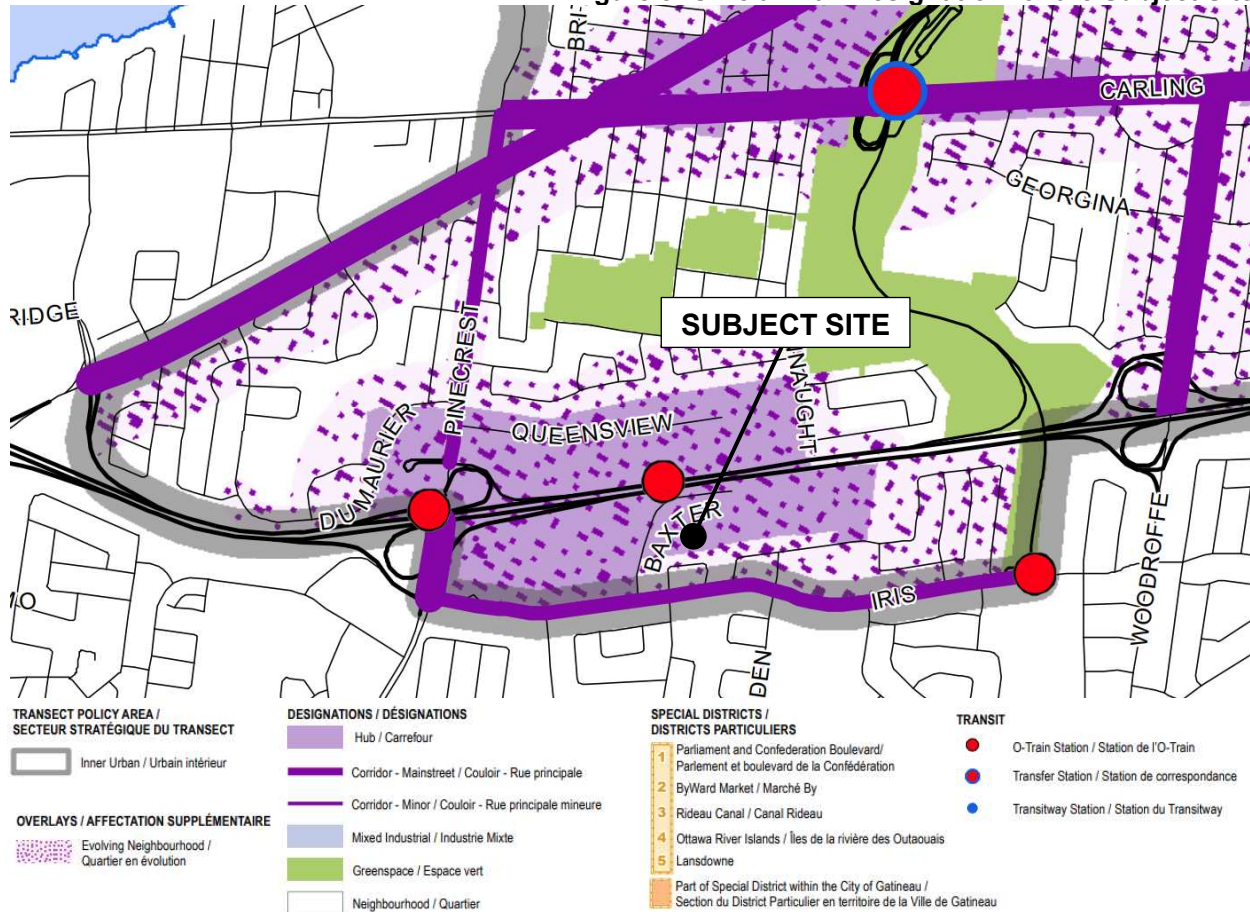 BRI
CARLING
GEORGINA
RIDGE
PINECREST
SUBJECT SITE
NAUGHT
DUMAURIER
QUEENSVIEW
BAXTER
WOODROFFE
IRIS
DEN
TRANSECT POLICY AREA /
SECTEUR STRATÉGIQUE DU TRANSECT
Inner Urban / Urbain intérieur
OVERLAYS / AFFECTATION SUPPLÉMENTAIRE
Evolving Neighbourhood /
Quartier en évolution
DESIGNATIONS / DÉSIGNATIONS
Hub / Carrefour
Corridor - Mainstreet / Couloir - Rue principale
Corridor - Minor / Couloir - Rue principale mineure
Mixed Industrial / Industrie Mixte
Greenspace / Espace vert
Neighbourhood / Quartier
SPECIAL DISTRICTS /
DISTRICTS PARTICULIERS
1 Parliament and Confederation Boulevard/
Parlement et boulevard de la Confédération
2 ByWard Market / Marché By
3 Rideau Canal / Canal Rideau
4 Ottawa River Islands / Îles de la rivière des Outaouais
5 Lansdowne
Part of Special District within the City of Gatineau /
Section du District Particulier en territoire de la Ville de Gatineau
TRANSIT
O-Train Station / Station de l'O-Train
Transfer Station / Station de correspondance
Transitway Station / Station du Transitway